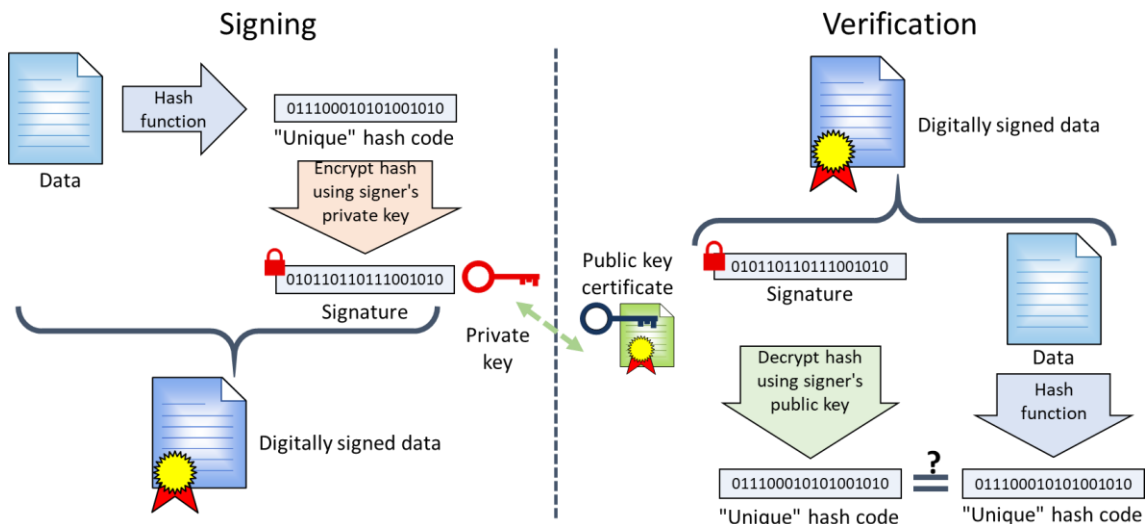 Signing
Hash
function
011100010101001010
"Unique" hash code
Data
Encrypt hash
using signer's
private key
010110110111001010
Signature
Private
key
Digitally signed data
Verification
Digitally signed data
Public key
certificate
010110110111001010
Signature
Data
Decrypt hash
using signer's
public key
Hash
function
011100010101001010
"Unique" hash code
?
011100010101001010
"Unique" hash code